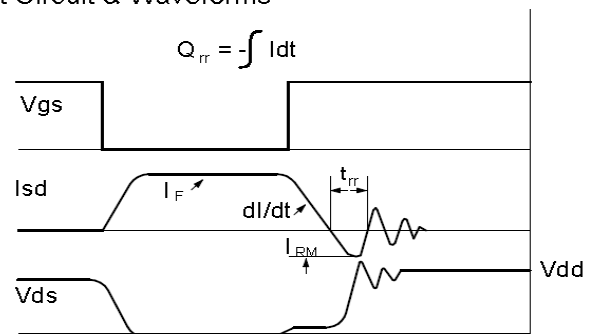 t Circuit & Waveforms
Q rr = -∫ Idt
Vgs
Isd
I F
dI/dt
t rr
I RM
Vds
Vdd